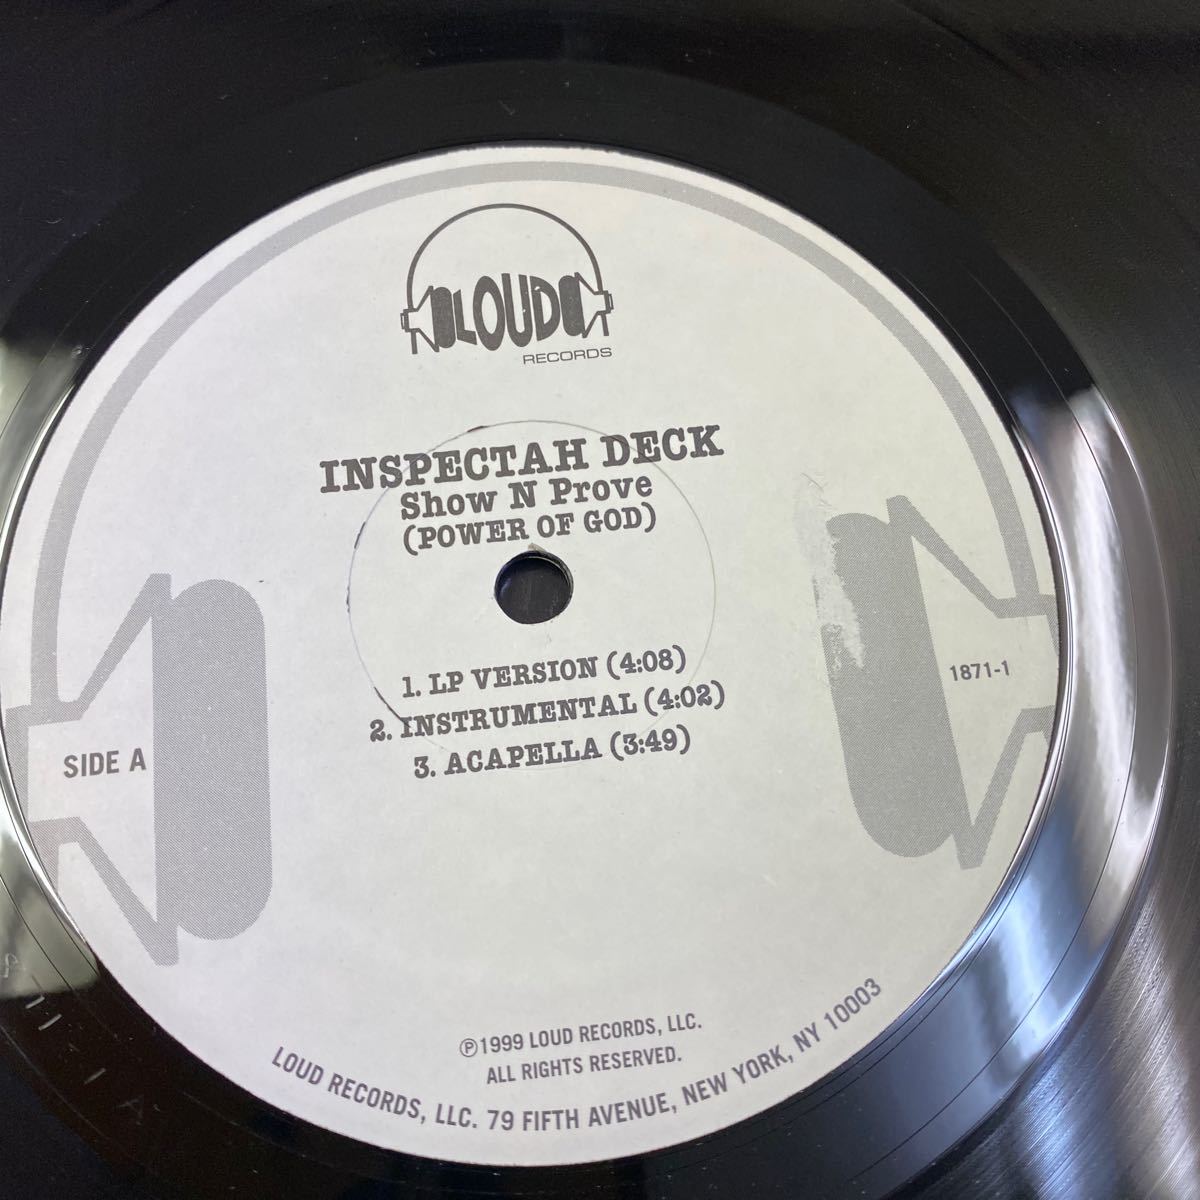 LOUD
RECORDS
INSPECTAH DECK
Show N Prove
(POWER OF GOD)
1. LP VERSION (4:08)
2. INSTRUMENTAL (4:02)
3. ACAPELLA (3:49)
SIDE A
1871-1
℗1999 LOUD RECORDS, LLC.
ALL RIGHTS RESERVED.
LOUD RECORDS, LLC. 79 FIFTH AVENUE, NEW YORK, NY 10003